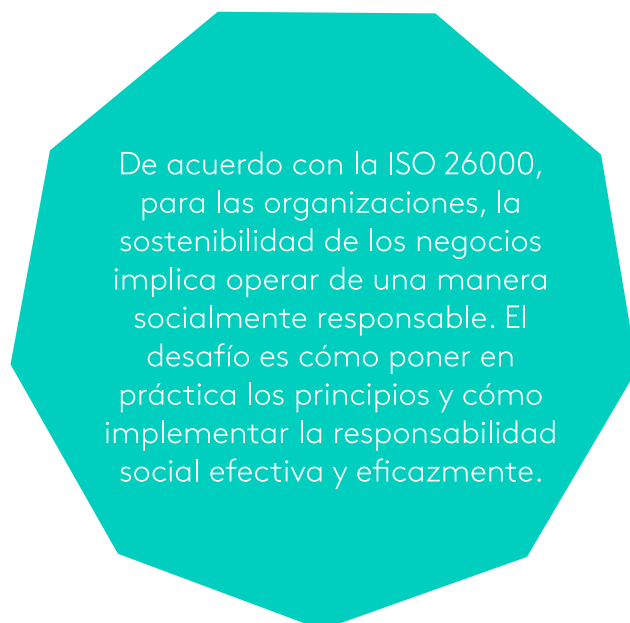 De acuerdo con la ISO 26000,
para las organizaciones, la
sostenibilidad de los negocios
implica operar de una manera
socialmente responsable. El
desafío es cómo poner en
práctica los principios y cómo
implementar la responsabilidad
social efectiva y eficazmente.